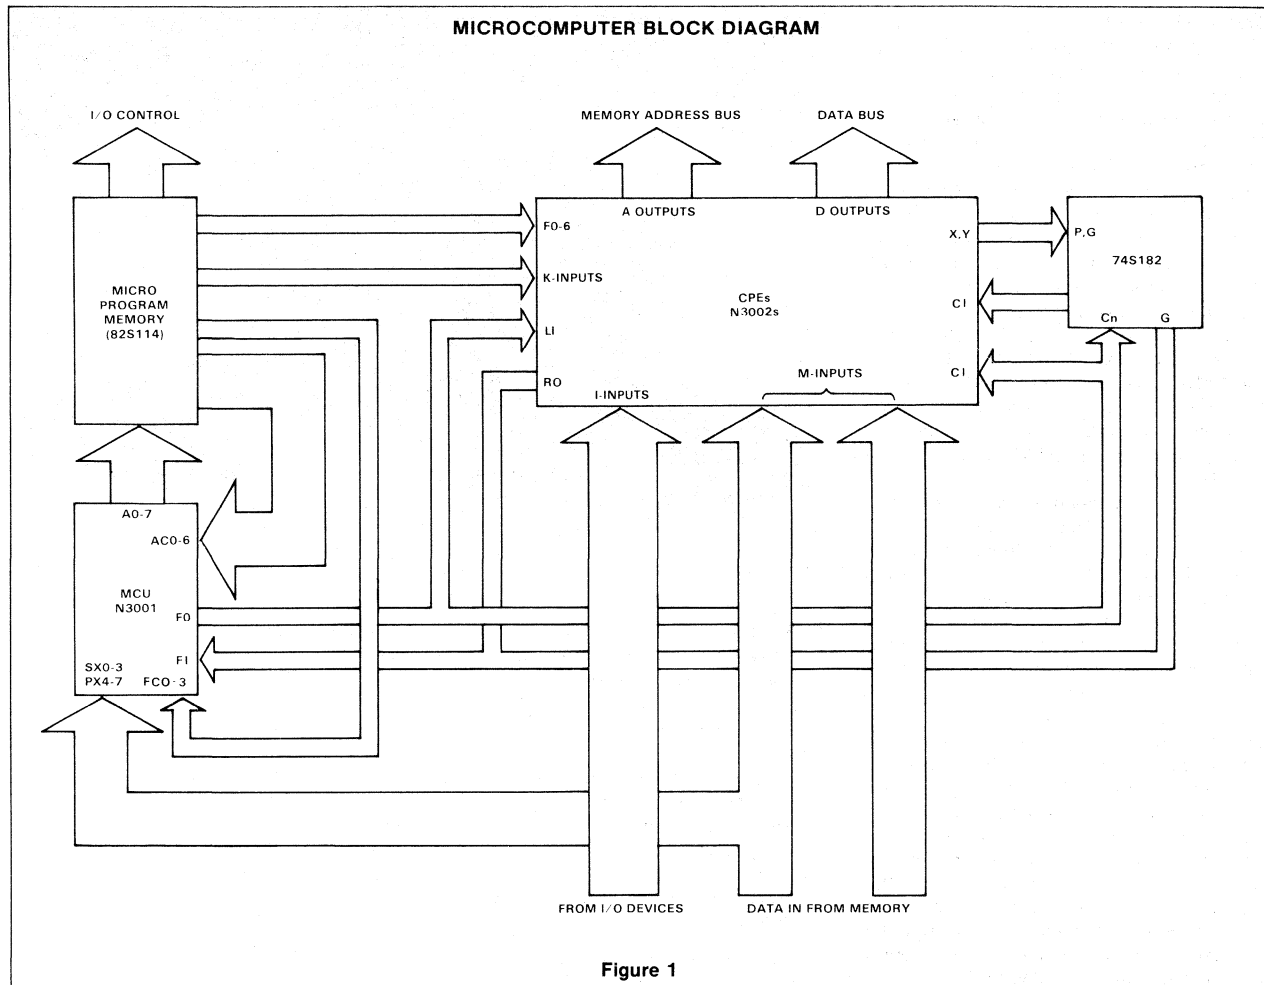 MICROCOMPUTER BLOCK DIAGRAM
I/O CONTROL
MEMORY ADDRESS BUS
DATA BUS
A OUTPUTS
D OUTPUTS
F0-6
X,Y
P,G
74S182
K-INPUTS
MICRO
PROGRAM
MEMORY
(82S114)
CPEs
N3002s
CI
Cn
G
LI
RO
I-INPUTS
M-INPUTS
CI
A0-7
AC0-6
MCU
N3001
FO
FI
SX0-3
PX4-7
FCO-3
FROM I/O DEVICES
DATA IN FROM MEMORY
Figure 1